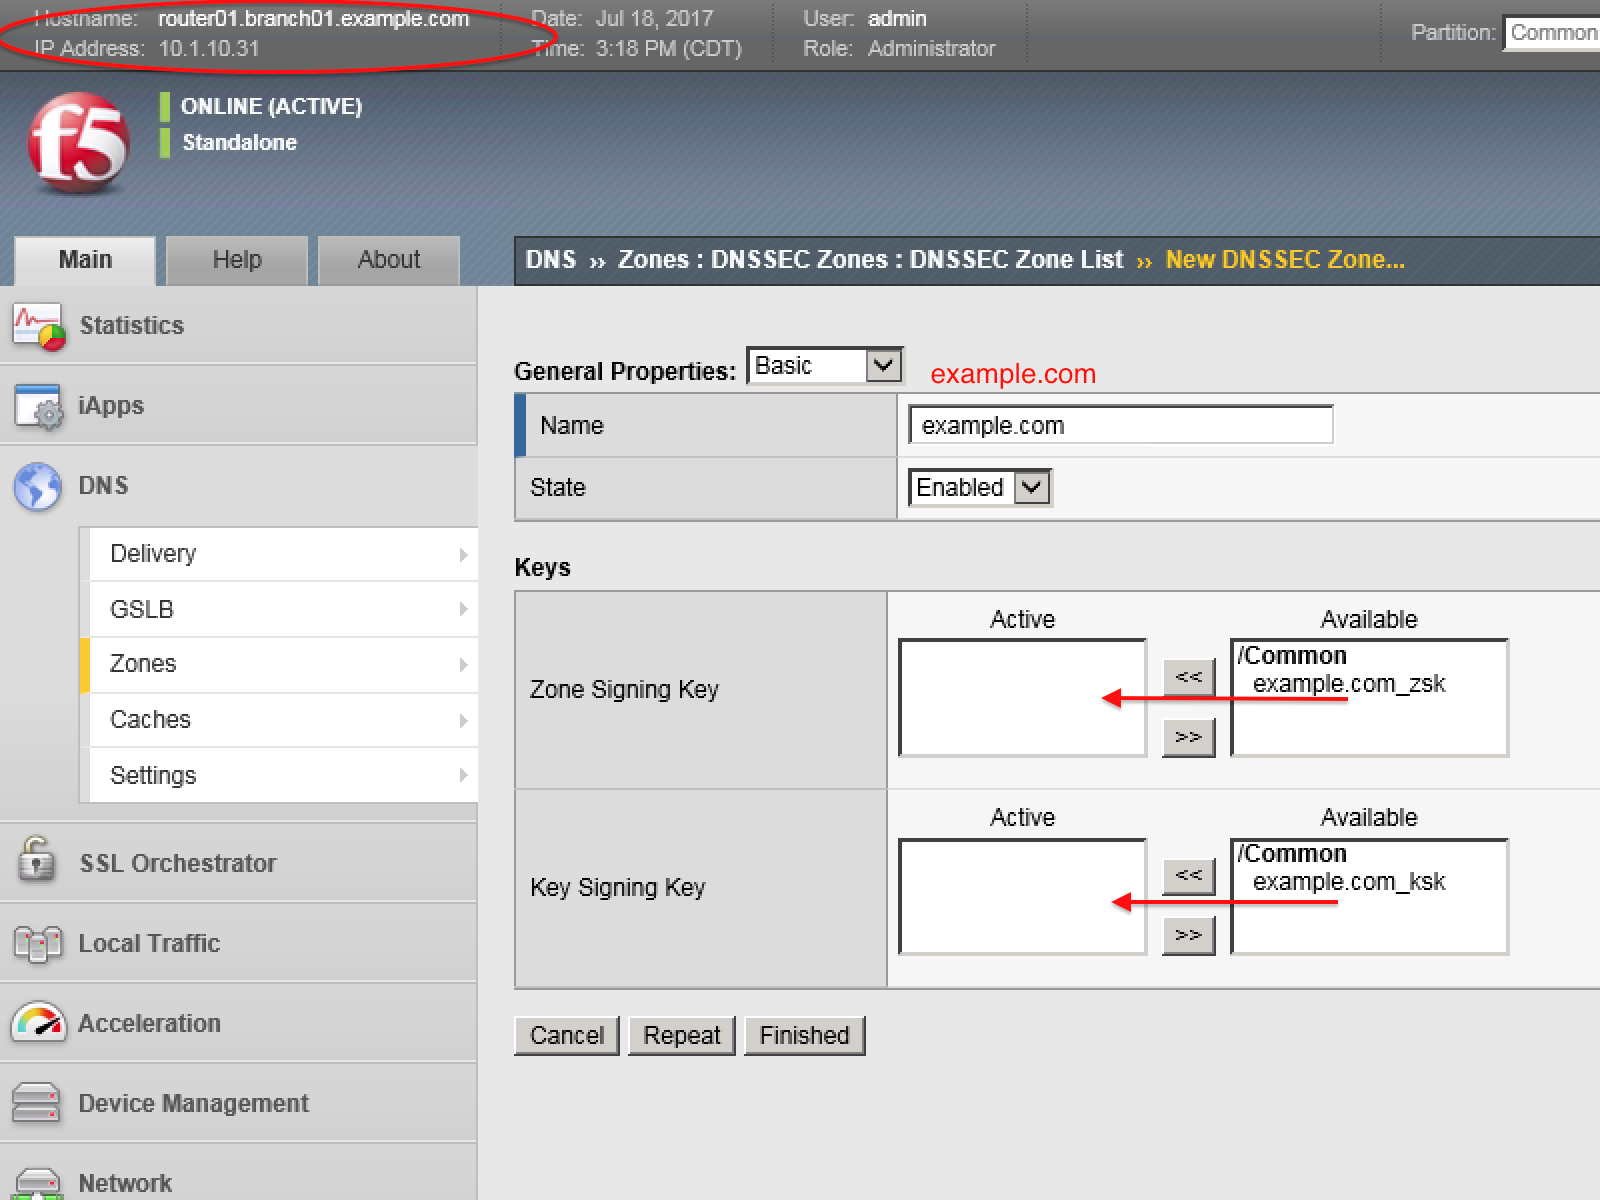 Hostname: router01.branch01.example.com Date: Jul 18, 2017 User: admin
IP Address: 10.1.10.31 Time: 3:18 PM (CDT) Role: Administrator
Partition: Common
f5
ONLINE (ACTIVE)
Standalone
Main Help About
DNS ›› Zones : DNSSEC Zones : DNSSEC Zone List ›› New DNSSEC Zone...
Statistics
iApps
DNS
Delivery
GSLB
Zones
Caches
Settings
SSL Orchestrator
Local Traffic
Acceleration
Device Management
Network
General Properties: Basic example.com
Name example.com
State Enabled
Keys
Active Available
Zone Signing Key
<<
>>
/Common
example.com_zsk
Active Available
Key Signing Key
<<
>>
/Common
example.com_ksk
Cancel Repeat Finished